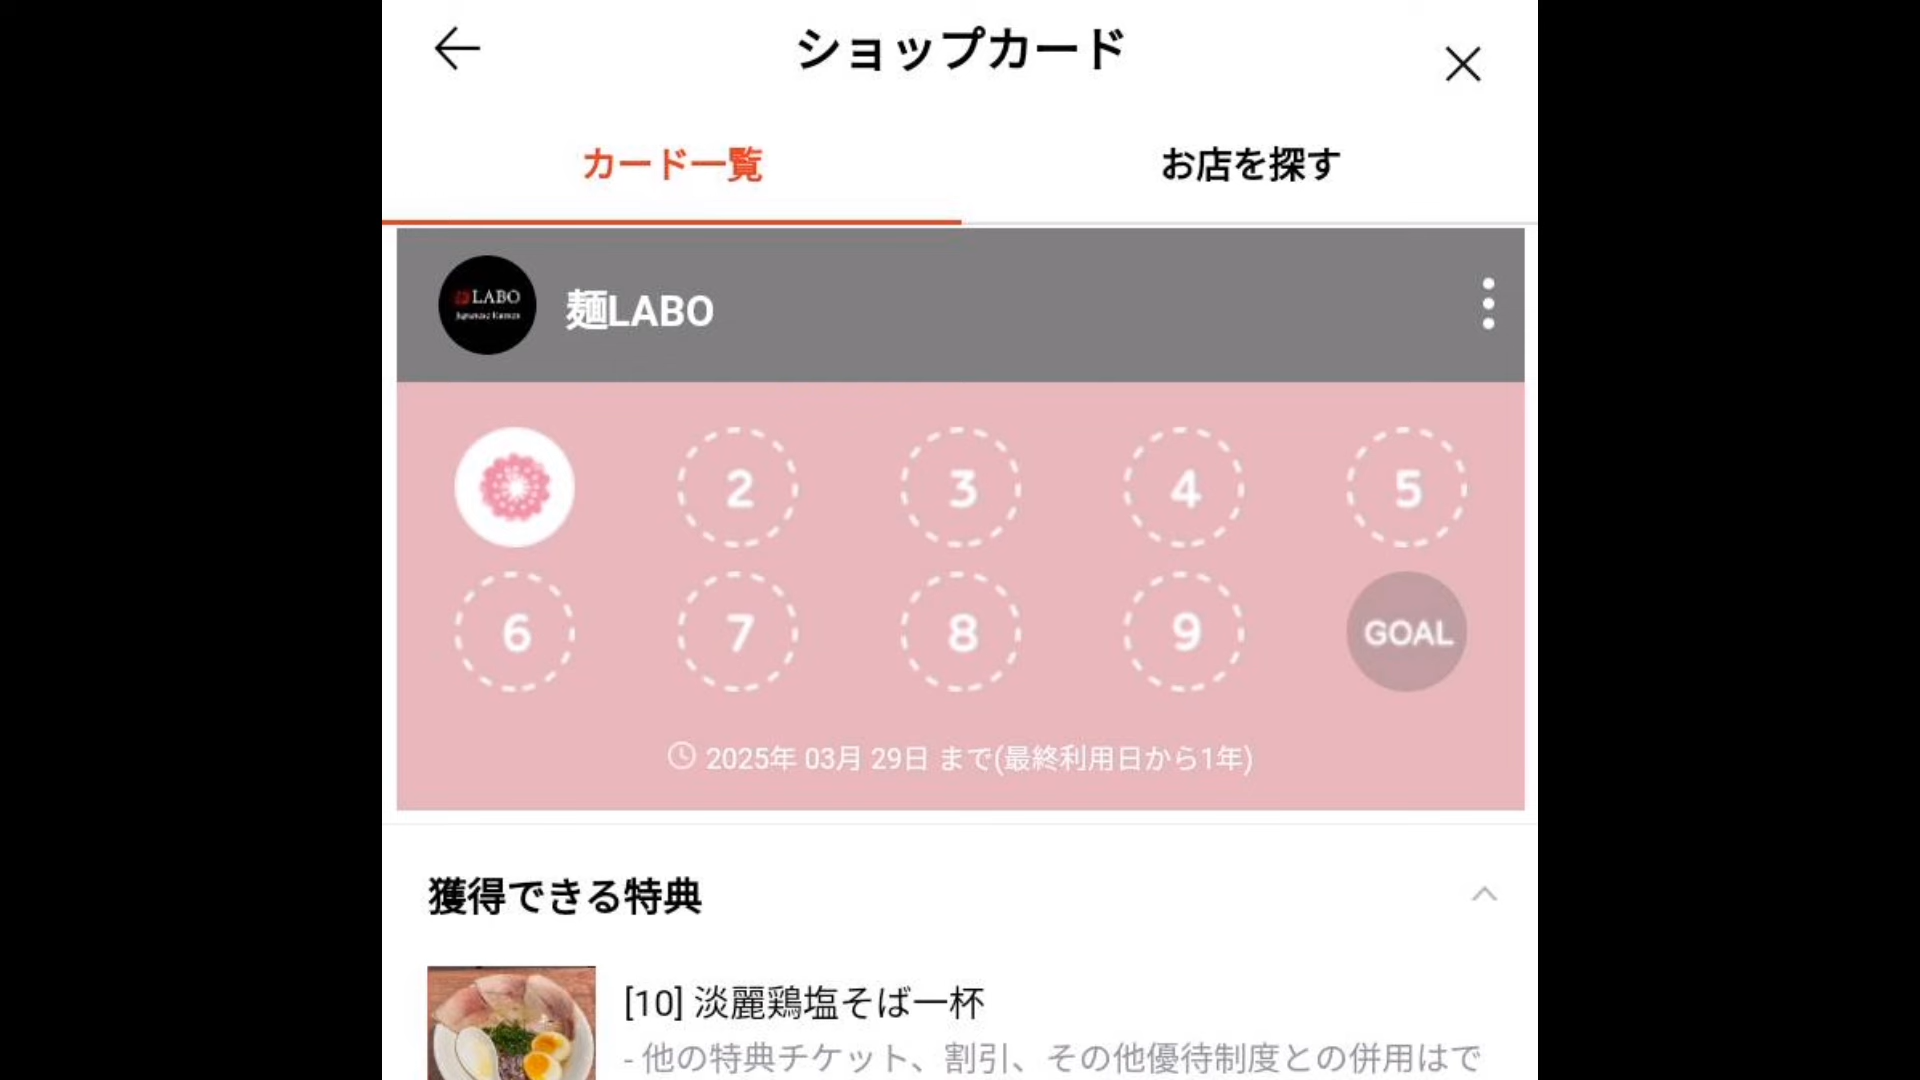 ショップカード
カード一覧
お店を探す
LABO
麺LABO
2
3
4
5
6
7
8
9
GOAL
2025年 03月 29日 まで(最終利用日から1年)
獲得できる特典
[10] 淡麗鶏塩そば一杯
- 他の特典チケット、割引、その他優待制度との併用はで